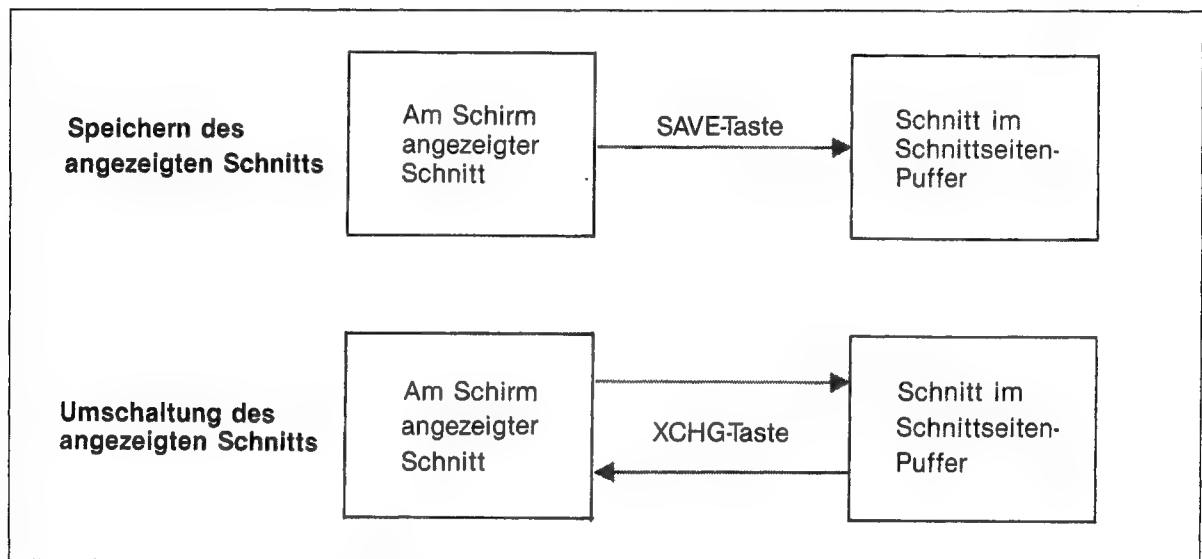 Speichern des
angezeigten Schnitts
Am Schirm
angezeigter
Schnitt
SAVE-Taste
Schnitt im
Schnittseiten-
Puffer
Umschaltung des
angezeigten Schnitts
Am Schirm
angezeigter
Schnitt
XCHG-Taste
Schnitt im
Schnittseiten-
Puffer